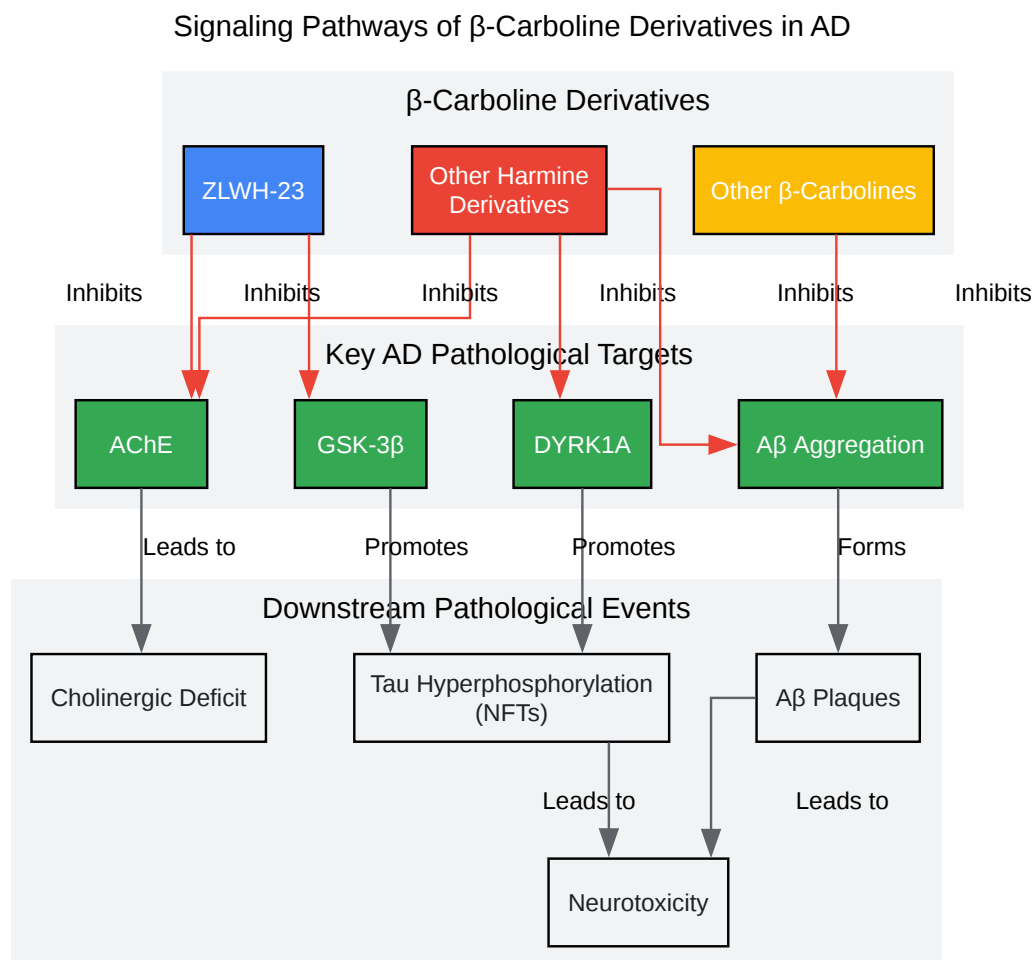 Signaling Pathways of β-Carboline Derivatives in AD
β-Carboline Derivatives
ZLWH-23
Other Harmine
Derivatives
Other β-Carbolines
Inhibits
Inhibits
Inhibits
Inhibits
Inhibits
Inhibits
Key AD Pathological Targets
AChE
GSK-3β
DYRK1A
Aβ Aggregation
Leads to
Promotes
Promotes
Forms
Downstream Pathological Events
Cholinergic Deficit
Tau Hyperphosphorylation
(NFTs)
Aβ Plaques
Leads to
Leads to
Neurotoxicity